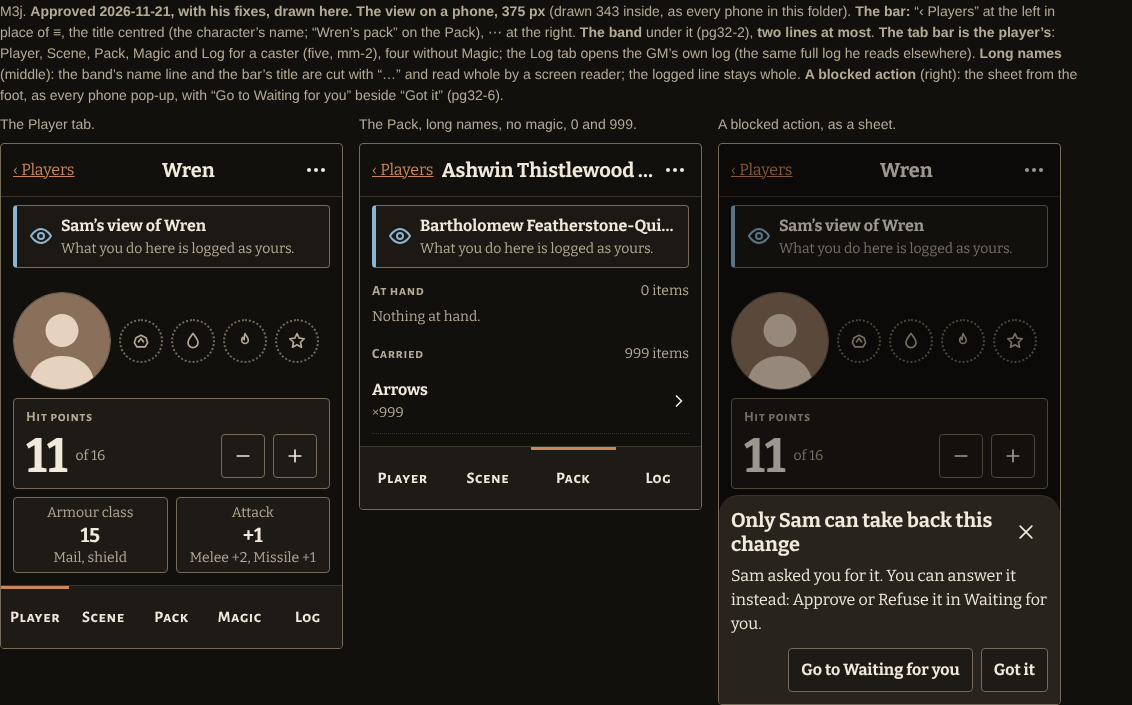 M3j. Approved 2026-11-21, with his fixes, drawn here. The view on a phone, 375 px (drawn 343 inside, as every phone in this folder). The bar: “‹ Players” at the left in
place of ≡, the title centred (the character’s name; “Wren’s pack” on the Pack), ⋯ at the right. The band under it (pg32-2), two lines at most. The tab bar is the player’s:
Player, Scene, Pack, Magic and Log for a caster (five, mm-2), four without Magic; the Log tab opens the GM’s own log (the same full log he reads elsewhere). Long names
(middle): the band’s name line and the bar’s title are cut with “…” and read whole by a screen reader; the logged line stays whole. A blocked action (right): the sheet from the
foot, as every phone pop-up, with “Go to Waiting for you” beside “Got it” (pg32-6).
The Player tab.
‹ Players
Wren
Sam’s view of Wren
What you do here is logged as yours.
Hit points
11 of 16
Armour class
15
Mail, shield
Attack
+1
Melee +2, Missile +1
Player Scene Pack Magic Log
The Pack, long names, no magic, 0 and 999.
‹ Players
Ashwin Thistlewood …
Bartholomew Featherstone-Qui…
What you do here is logged as yours.
At hand
0 items
Nothing at hand.
Carried
999 items
Arrows
×999
Player Scene Pack Log
A blocked action, as a sheet.
‹ Players
Wren
Sam’s view of Wren
What you do here is logged as yours.
Hit points
11 of 16
Only Sam can take back this
change
Sam asked you for it. You can answer it
instead: Approve or Refuse it in Waiting for
you.
Go to Waiting for you
Got it